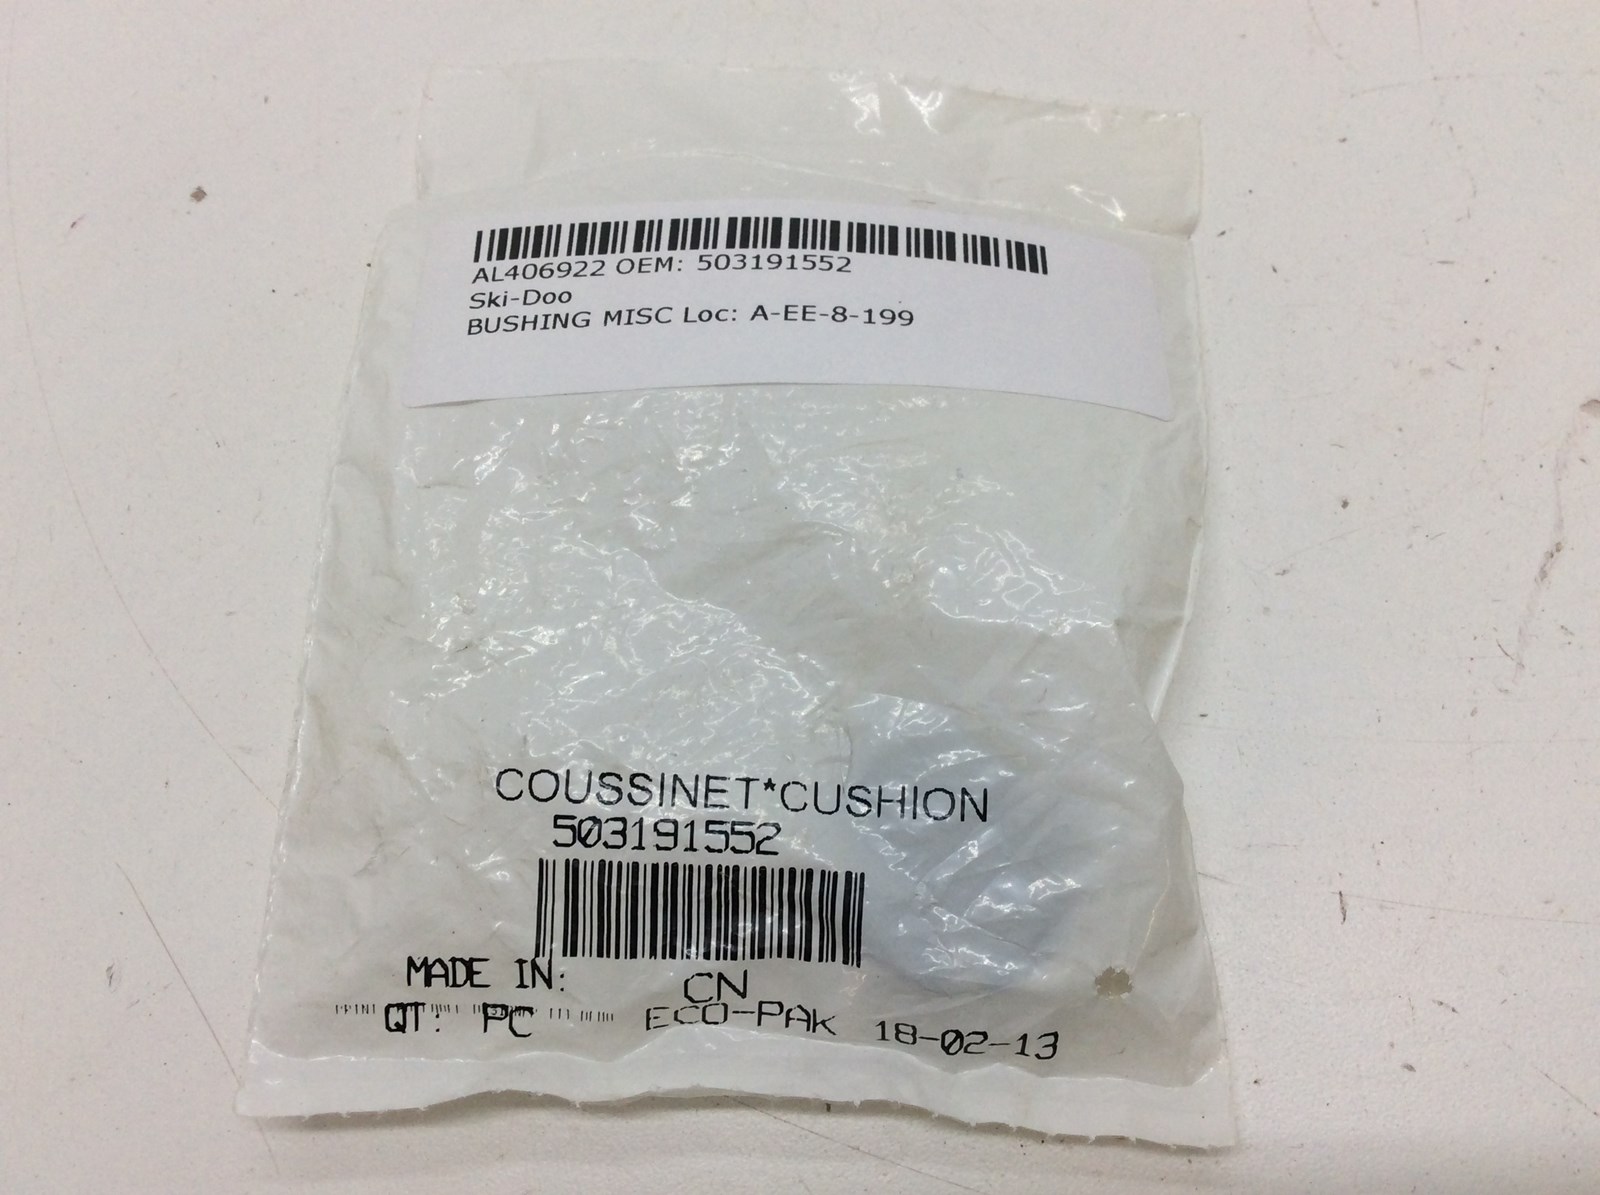 AL406922 OEM: 503191552
Ski-Doo
BUSHING MISC Loc: A-EE-8-199
COUSSINET*CUSHION
503191552
MADE IN: CN
QT: PC ECO-PAK 18-02-13